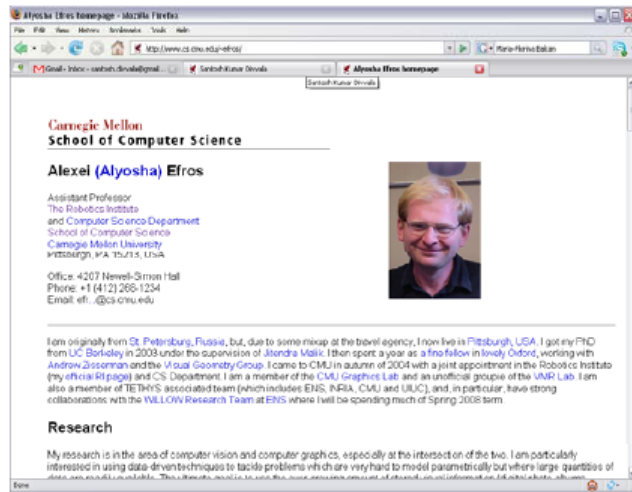 Alyosha Efros homepage - Mozilla Firefox
File Edit View History Bookmarks Tools Help
http://www.cs.cmu.edu/~efros/
Gmail - Inbox - Santosh Kumar Divvala Alyosha Efros homepage
Santosh Kumar Divvala
Carnegie Mellon
School of Computer Science
Alexei (Alyosha) Efros
Assistant Professor
The Robotics Institute
and Computer Science Department
School of Computer Science
Carnegie Mellon University
Pittsburgh, PA 15213, USA
Office: 4207 Newell-Simon Hall
Phone: +1 (412) 268-1234
Email: efr...@cs.cmu.edu
I am originally from St. Petersburg, Russia, but, due to some mixup at the travel agency, I now live in Pittsburgh, USA. I got my PhD
from UC Berkeley in 2003 under the supervision of Jitendra Malik. I then spent a year as a fine fellow in lovely Oxford, working with
Andrew Zisserman and the Visual Geometry Group. I came to CMU in autumn of 2004 with a joint appointment in the Robotics Institute
(my official RI page) and CS Department. I am a member of the CMU Graphics Lab and an unofficial groupie of the VMR Lab. I am
also a member of TETHYS associated team (which includes ENS, INRIA, CMU and UIUC), and, in particular, have strong
collaborations with the WILLOW Research Team at ENS where I will be spending much of Spring 2008 term.
Research
My research is in the area of computer vision and computer graphics, especially at the intersection of the two. I am particularly
interested in using data-driven techniques to tackle problems which are very hard to model parametrically but where large quantities of
Done